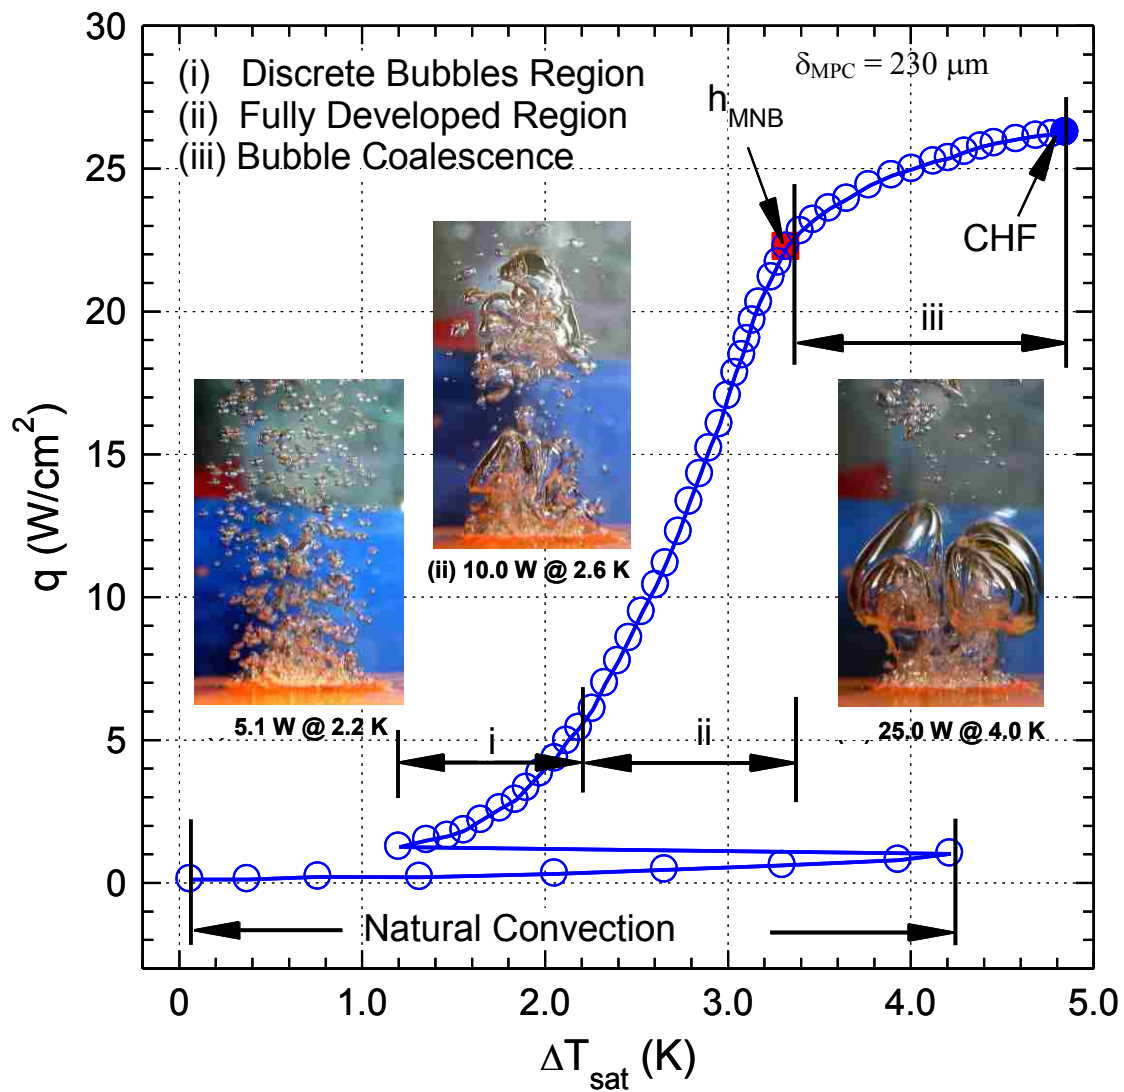 30
(i) Discrete Bubbles Region
δMPC = 230 μm
(ii) Fully Developed Region
hMNB
(iii) Bubble Coalescence
25
CHF
20
iii
15
q (W/cm2)
(ii) 10.0 W @ 2.6 K
10
5.1 W @ 2.2 K
25.0 W @ 4.0 K
5
i
ii
0
Natural Convection
0
1.0
2.0
3.0
4.0
5.0
ΔTsat (K)